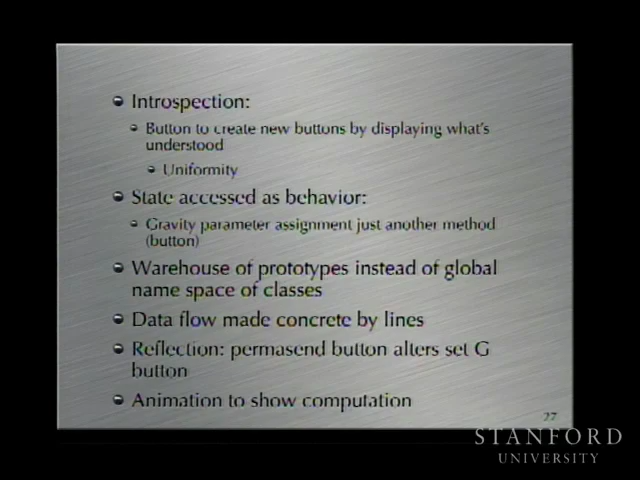 Introspection:
Button to create new buttons by displaying what's
understood
Uniformity
State accessed as behavior:
Gravity parameter assignment just another method
(button)
Warehouse of prototypes instead of global
name space of classes
Data flow made concrete by lines
Reflection: permasend button alters set G
button
Animation to show computation
27
STANFORD
UNIVERSITY